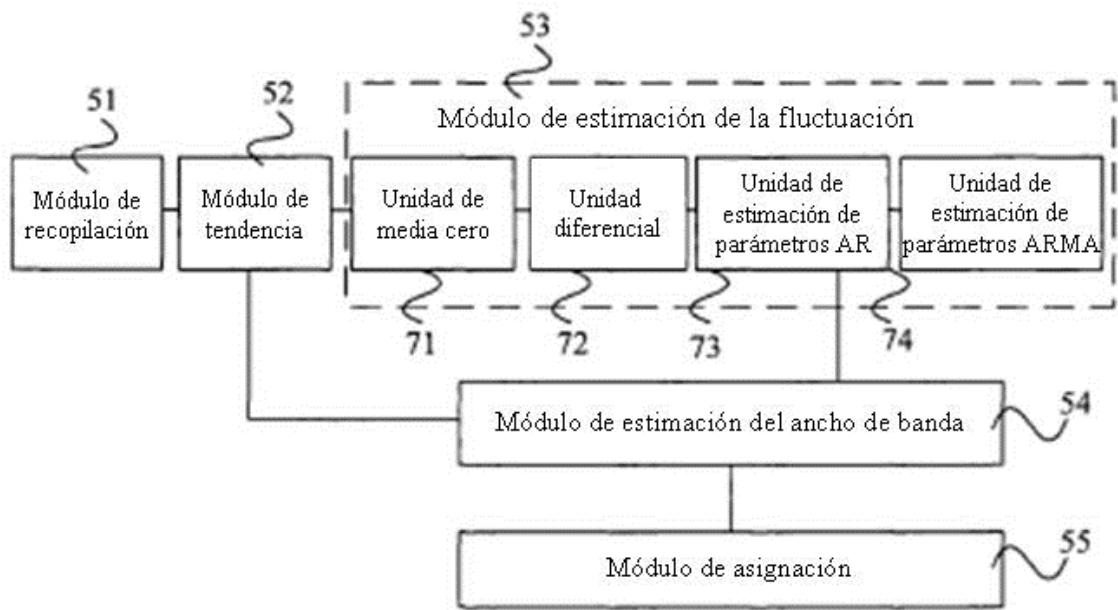 53
51
52
Módulo de estimación de la fluctuación
Módulo de
recopilación
Módulo de
tendencia
Unidad de
media cero
Unidad
diferencial
Unidad de
estimación de
parámetros AR
Unidad de
estimación de
parámetros ARMA
71
72
73
74
Módulo de estimación del ancho de banda
54
Módulo de asignación
55